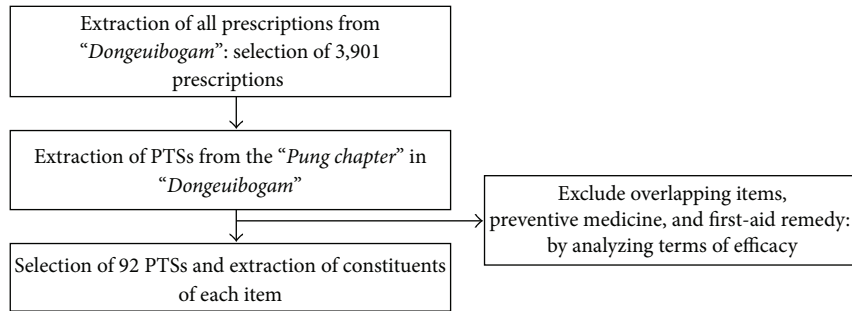 Extraction of all prescriptions from
“Dongeuibogam”: selection of 3,901
prescriptions
Extraction of PTSs from the “Pung chapter” in
“Dongeuibogam”
Exclude overlapping items,
preventive medicine, and first-aid remedy:
by analyzing terms of efficacy
Selection of 92 PTSs and extraction of constituents
of each item